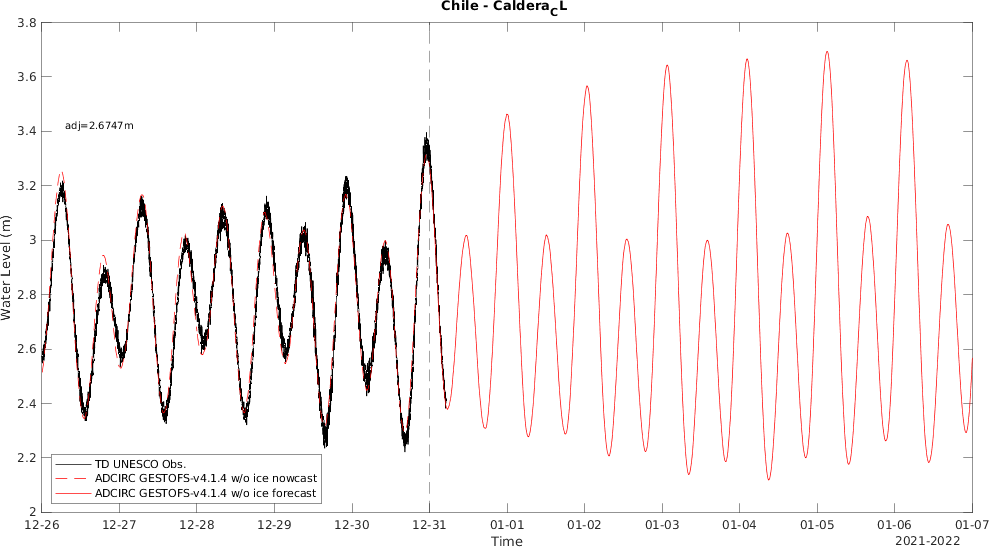 Chile - Caldera_CL
3.8
3.6
3.4
3.2
3
2.8
2.6
2.4
2.2
2
Water Level (m)
adj=2.6747m
TD UNESCO Obs.
ADCIRC GESTOFS-v4.1.4 w/o ice nowcast
ADCIRC GESTOFS-v4.1.4 w/o ice forecast
12-26 12-27 12-28 12-29 12-30 12-31 01-01 01-02 01-03 01-04 01-05 01-06 01-07
Time
2021-2022